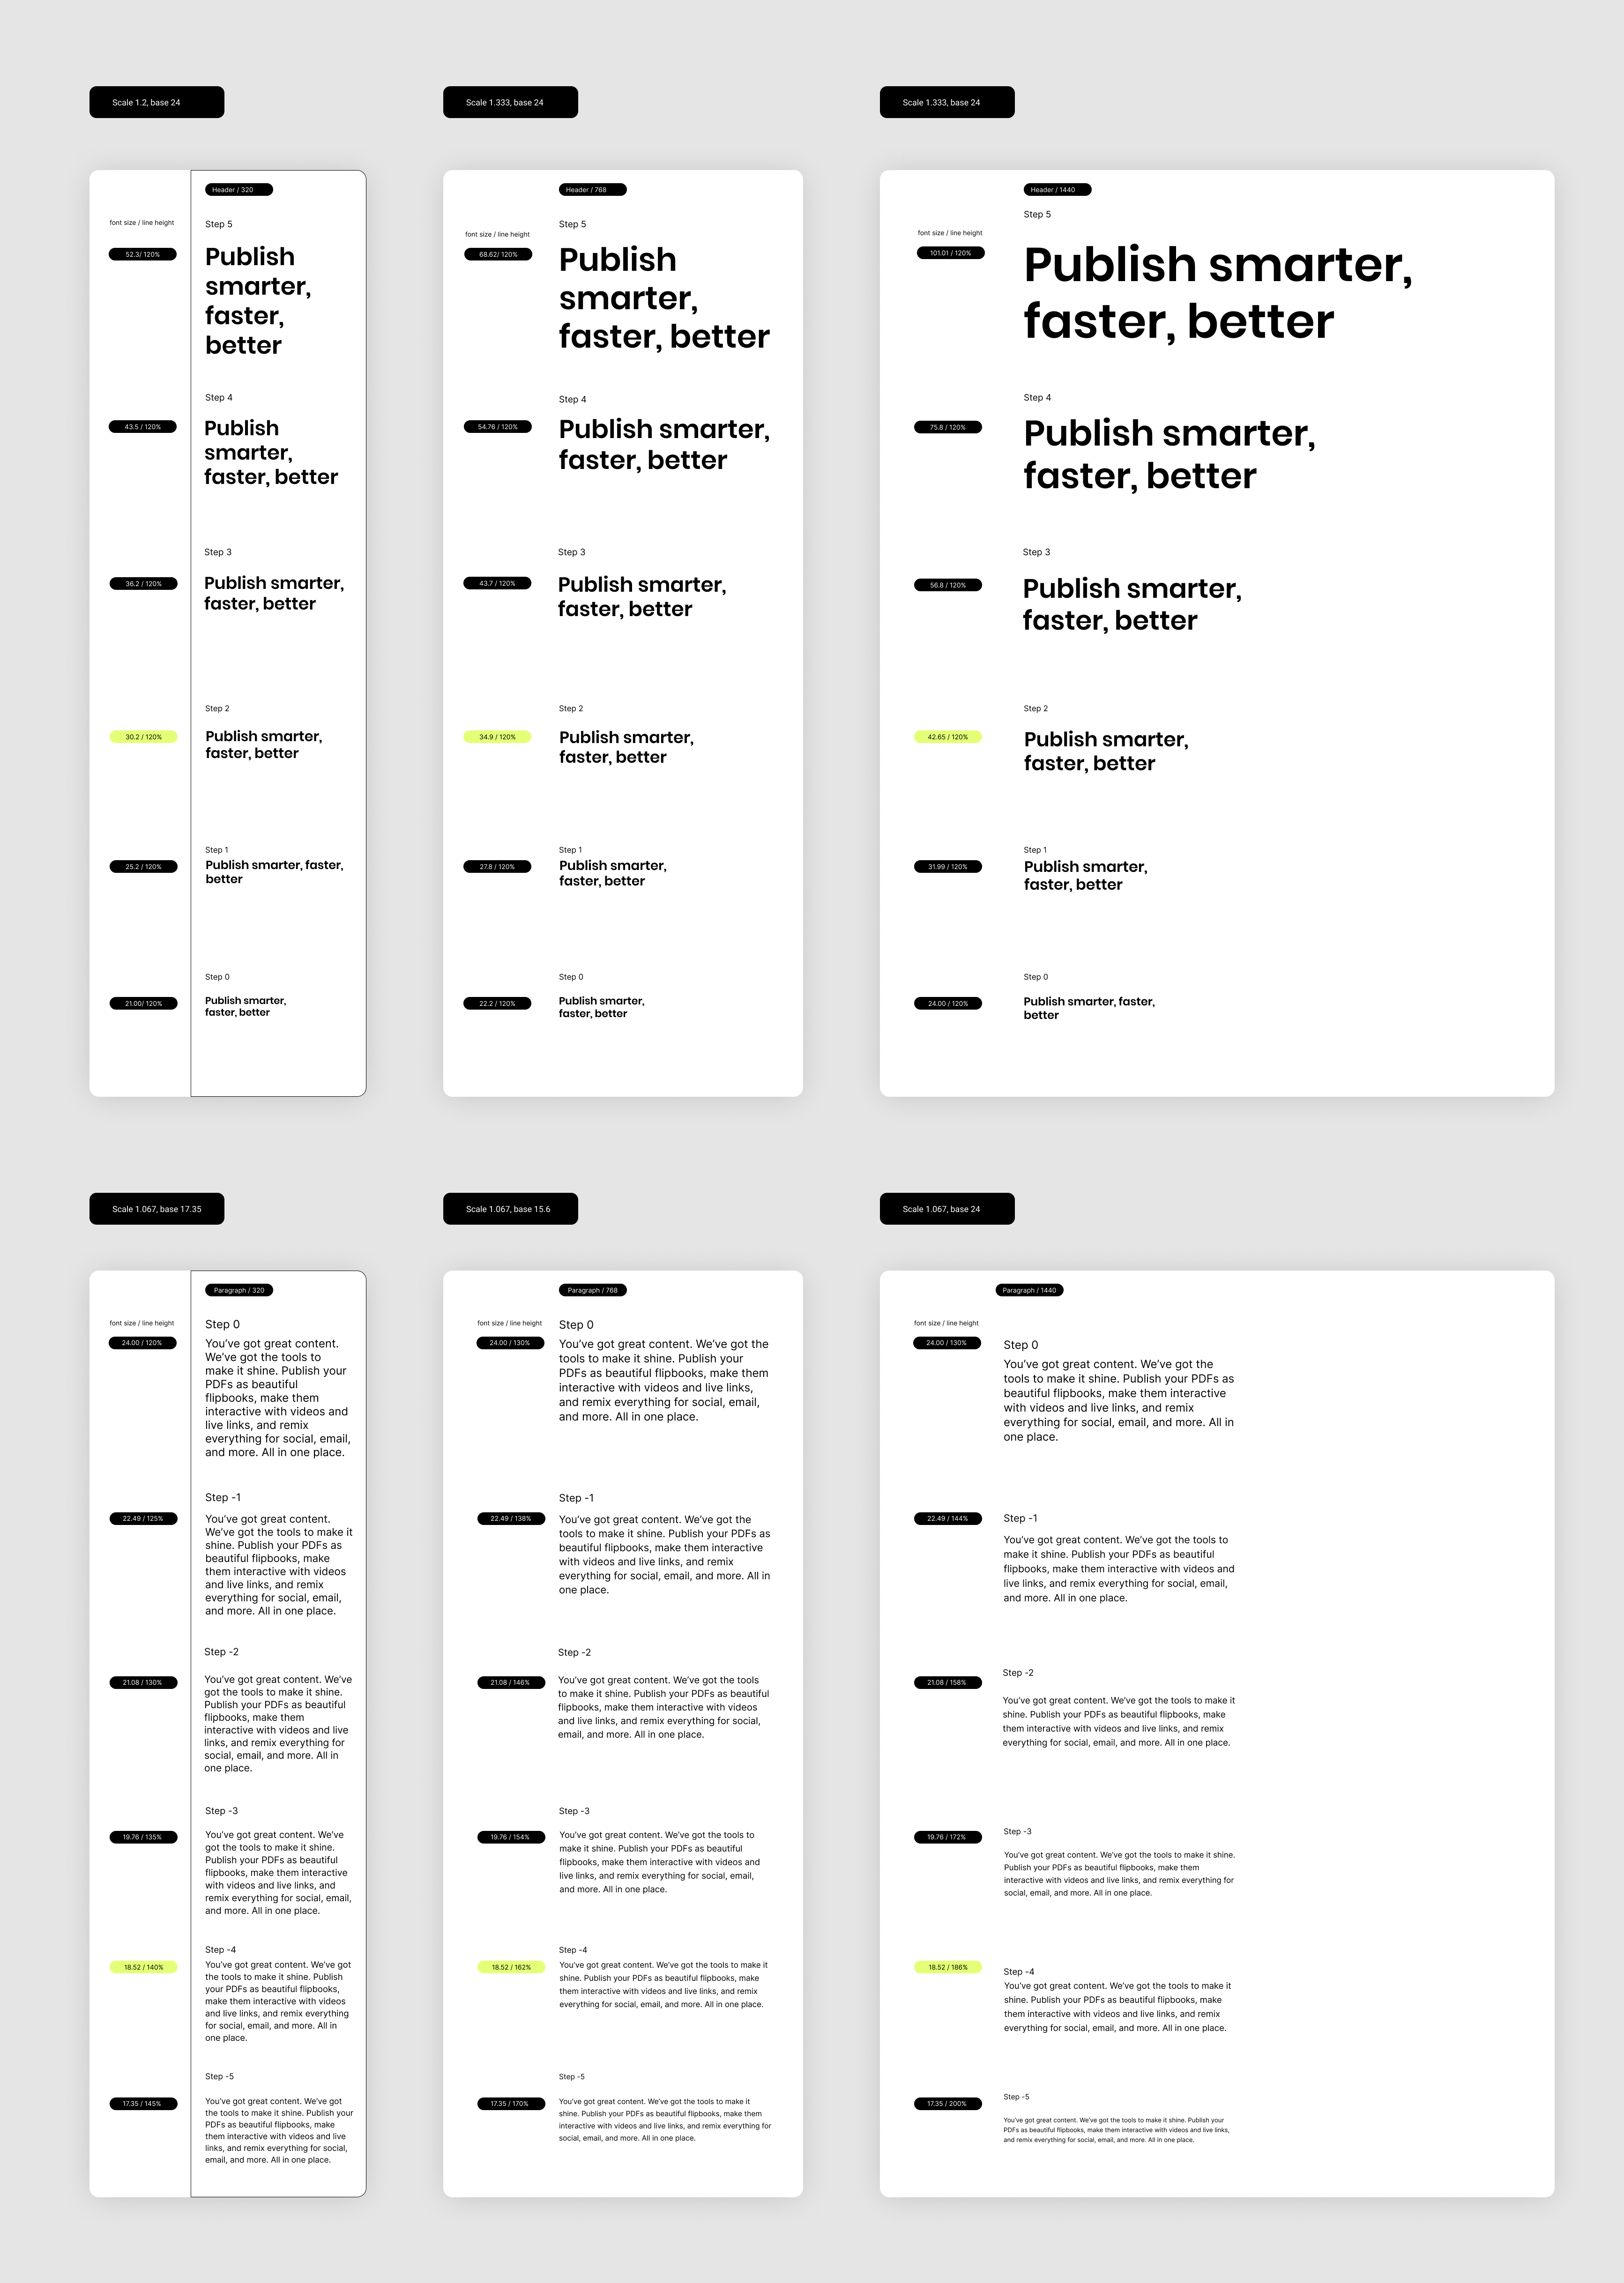 Scale 1.2, base 24
Scale 1.333, base 24
Scale 1.333, base 24
Header / 320
font size / line height
Step 5
52.3/ 120%
Publish
smarter,
faster,
better
Step 4
43.5 / 120%
Publish
smarter,
faster, better
Step 3
36.2 / 120%
Publish smarter,
faster, better
Step 2
30.2 / 120%
Publish smarter,
faster, better
Step 1
25.2 / 120%
Publish smarter, faster,
better
Step 0
21.00/ 120%
Publish smarter,
faster, better
Header / 768
Step 5
font size / line height
68.62/ 120%
Publish
smarter,
faster, better
Step 4
54.76 / 120%
Publish smarter,
faster, better
Step 3
43.7 / 120%
Publish smarter,
faster, better
Step 2
34.9 / 120%
Publish smarter,
faster, better
Step 1
27.8 / 120%
Publish smarter,
faster, better
Step 0
22.2 / 120%
Publish smarter,
faster, better
Header / 1440
Step 5
font size / line height
101.01 / 120%
Publish smarter,
faster, better
Step 4
75.8 / 120%
Publish smarter,
faster, better
Step 3
56.8 / 120%
Publish smarter,
faster, better
Step 2
42.65 / 120%
Publish smarter,
faster, better
Step 1
31.99 / 120%
Publish smarter,
faster, better
Step 0
24.00 / 120%
Publish smarter, faster,
better
Scale 1.067, base 17.35
Scale 1.067, base 15.6
Scale 1.067, base 24
Paragraph / 320
font size / line height
Step 0
24.00 / 120%
You've got great content.
We've got the tools to
make it shine. Publish your
PDFs as beautiful
flipbooks, make them
interactive with videos and
live links, and remix
everything for social, email,
and more. All in one place.
Step -1
22.49 / 125%
You've got great content.
We've got the tools to make it
shine. Publish your PDFs as
beautiful flipbooks, make
them interactive with videos
and live links, and remix
everything for social, email,
and more. All in one place.
Step -2
21.08 / 130%
You've got great content. We've
got the tools to make it shine.
Publish your PDFs as beautiful
flipbooks, make them
interactive with videos and live
links, and remix everything for
social, email, and more. All in
one place.
Step -3
19.76 / 135%
You've got great content. We've
got the tools to make it shine.
Publish your PDFs as beautiful
flipbooks, make them interactive
with videos and live links, and
remix everything for social, email,
and more. All in one place.
Step -4
18.52 / 140%
You've got great content. We've got
the tools to make it shine. Publish
your PDFs as beautiful flipbooks,
make them interactive with videos
and live links, and remix everything
for social, email, and more. All in
one place.
Step -5
17.35 / 145%
You've got great content. We've got
the tools to make it shine. Publish your
PDFs as beautiful flipbooks, make
them interactive with videos and live
links, and remix everything for social,
email, and more. All in one place.
Paragraph / 768
font size / line height
Step 0
24.00 / 130%
You've got great content. We've got the
tools to make it shine. Publish your
PDFs as beautiful flipbooks, make them
interactive with videos and live links,
and remix everything for social, email,
and more. All in one place.
Step -1
22.49 / 138%
You've got great content. We've got the
tools to make it shine. Publish your PDFs as
beautiful flipbooks, make them interactive
with videos and live links, and remix
everything for social, email, and more. All in
one place.
Step -2
21.08 / 146%
You've got great content. We've got the tools
to make it shine. Publish your PDFs as beautiful
flipbooks, make them interactive with videos
and live links, and remix everything for social,
email, and more. All in one place.
Step -3
19.76 / 154%
You've got great content. We've got the tools to
make it shine. Publish your PDFs as beautiful
flipbooks, make them interactive with videos and
live links, and remix everything for social, email,
and more. All in one place.
Step -4
18.52 / 162%
You've got great content. We've got the tools to make it
shine. Publish your PDFs as beautiful flipbooks, make
them interactive with videos and live links, and remix
everything for social, email, and more. All in one place.
Step -5
17.35 / 170%
You've got great content. We've got the tools to make it
shine. Publish your PDFs as beautiful flipbooks, make them
interactive with videos and live links, and remix everything for
social, email, and more. All in one place.
Paragraph / 1440
font size / line height
24.00 / 130%
Step 0
You've got great content. We've got the
tools to make it shine. Publish your PDFs as
beautiful flipbooks, make them interactive
with videos and live links, and remix
everything for social, email, and more. All in
one place.
22.49 / 144%
Step -1
You've got great content. We've got the tools to
make it shine. Publish your PDFs as beautiful
flipbooks, make them interactive with videos and
live links, and remix everything for social, email,
and more. All in one place.
Step -2
21.08 / 158%
You've got great content. We've got the tools to make it
shine. Publish your PDFs as beautiful flipbooks, make
them interactive with videos and live links, and remix
everything for social, email, and more. All in one place.
Step -3
19.76 / 172%
You've got great content. We've got the tools to make it shine.
Publish your PDFs as beautiful flipbooks, make them
interactive with videos and live links, and remix everything for
social, email, and more. All in one place.
18.52 / 186%
Step -4
You've got great content. We've got the tools to make it
shine. Publish your PDFs as beautiful flipbooks, make
them interactive with videos and live links, and remix
everything for social, email, and more. All in one place.
Step -5
17.35 / 200%
You've got great content. We've got the tools to make it shine. Publish your
PDFs as beautiful flipbooks, make them interactive with videos and live links,
and remix everything for social, email, and more. All in one place.